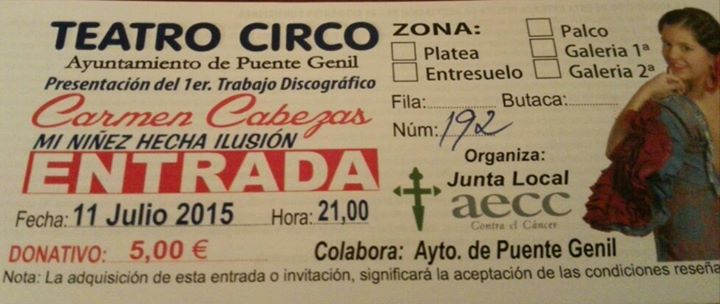 TEATRO CIRCO
Ayuntamiento de Puente Genil
Presentación del 1er. Trabajo Discográfico
Carmen Cabezas
MI NIÑEZ HECHA ILUSIÓN
ENTRADA
Fecha: 11 Julio 2015 Hora: 21,00
DONATIVO: 5,00 €
ZONA:
Palco
Platea
Galeria 1ª
Entresuelo
Galeria 2ª
Fila: Butaca:
Núm: 192
Organiza:
Junta Local
aecc
Contra el Cáncer
Colabora: Ayto. de Puente Genil
Nota: La adquisición de esta entrada o invitación, significará la aceptación de las condiciones reseña